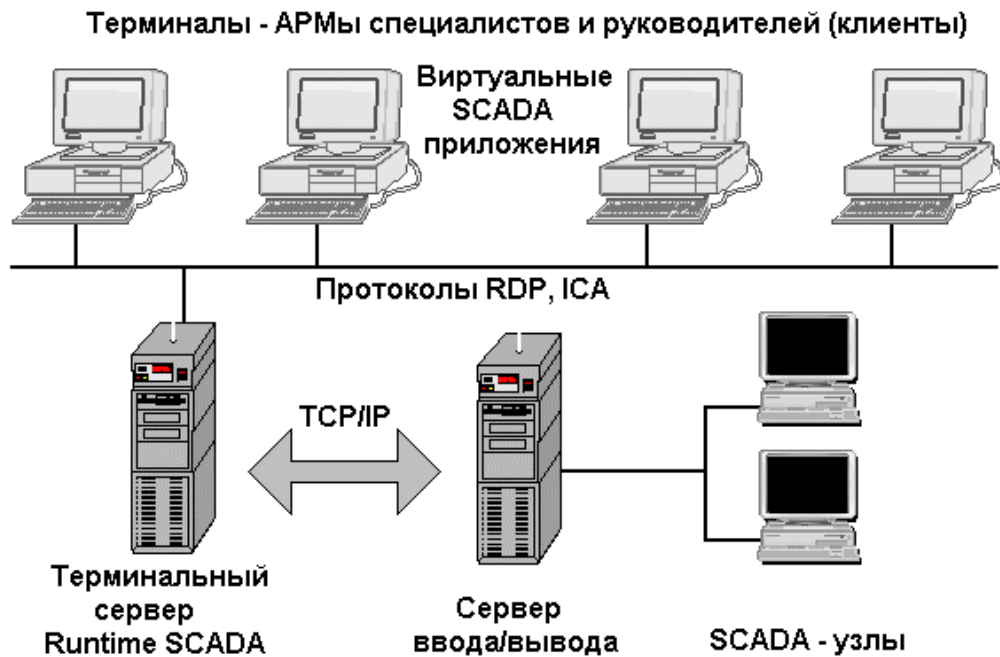 Терминалы - АРМы специалистов и руководителей (клиенты)
Виртуальные
SCADA
приложения
Протоколы RDP, ICA
TCP/IP
Терминальный
сервер
Runtime SCADA
Сервер
ввода/вывода
SCADA - узлы